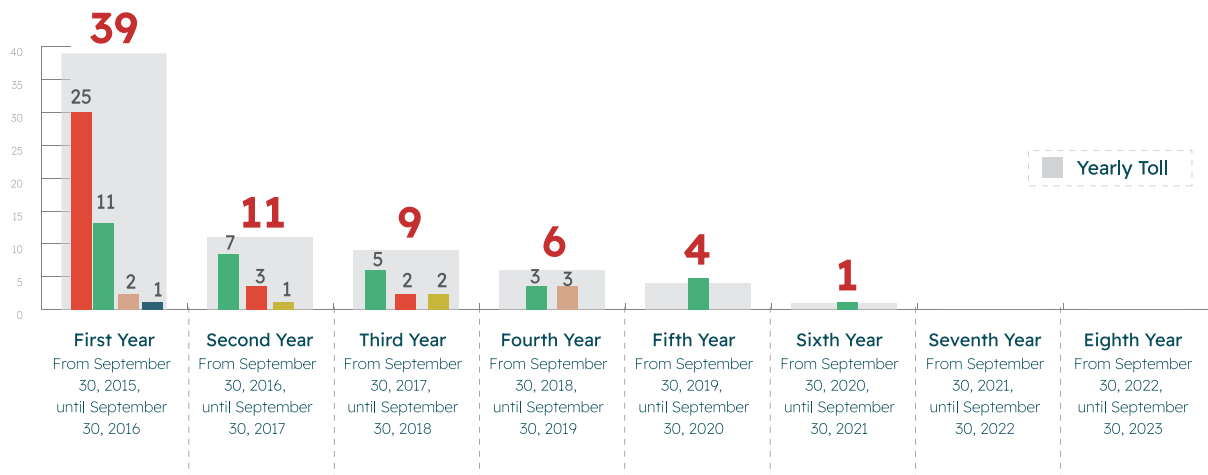 39
40
35
30
25
20
15
10
5
0
25
11
2
1
11
7
3
1
9
5
2
2
6
3
3
4
1
Yearly Toll
First Year
From September
30, 2015,
until September
30, 2016
Second Year
From September
30, 2016,
until September
30, 2017
Third Year
From September
30, 2017,
until September
30, 2018
Fourth Year
From September
30, 2018,
until September
30, 2019
Fifth Year
From September
30, 2019,
until September
30, 2020
Sixth Year
From September
30, 2020,
until September
30, 2021
Seventh Year
From September
30, 2021,
until September
30, 2022
Eighth Year
From September
30, 2022,
until September
30, 2023